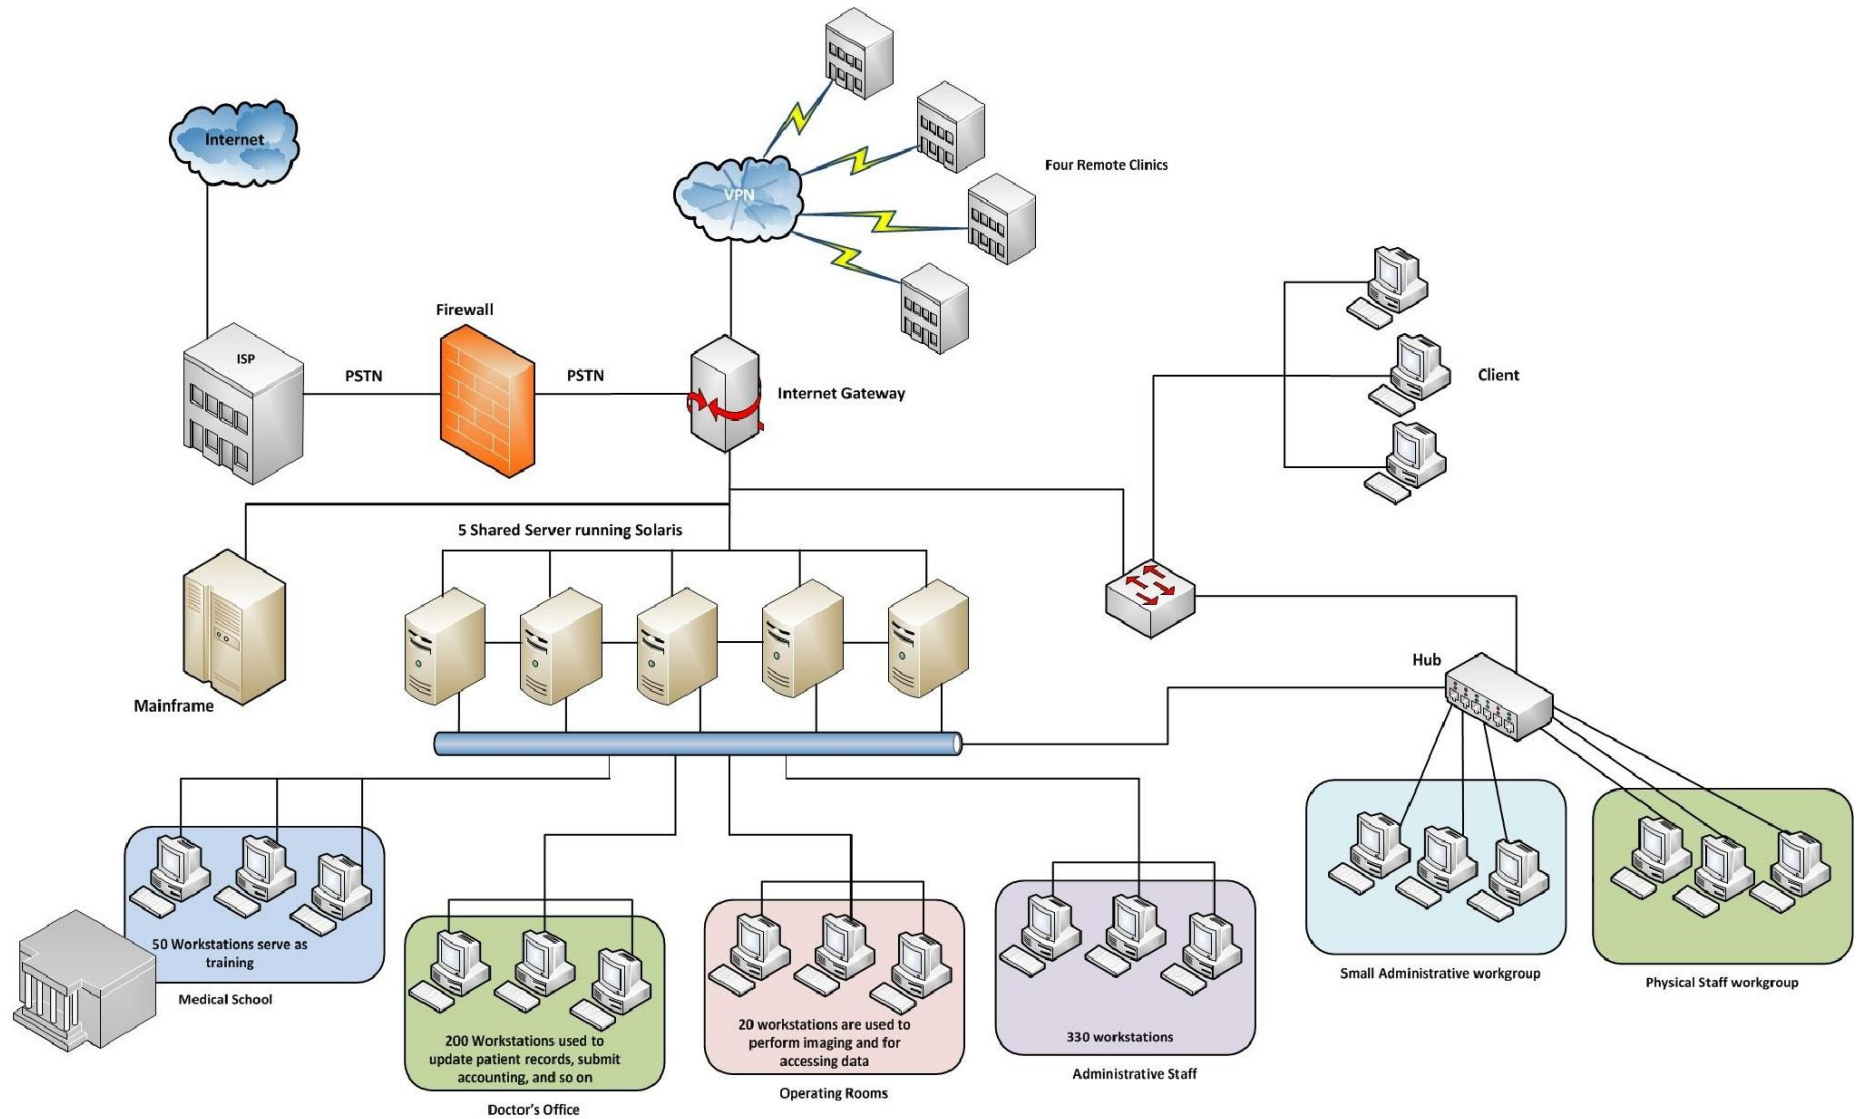 Internet
VPN
Four Remote Clinics
Firewall
ISP
PSTN
PSTN
Internet Gateway
Client
5 Shared Server running Solaris
Mainframe
Hub
50 Workstations serve as
training
Medical School
200 Workstations used to
update patient records, submit
accounting, and so on
Doctor's Office
20 workstations are used to
perform imaging and for
accessing data
Operating Rooms
330 workstations
Administrative Staff
Small Administrative workgroup
Physical Staff workgroup